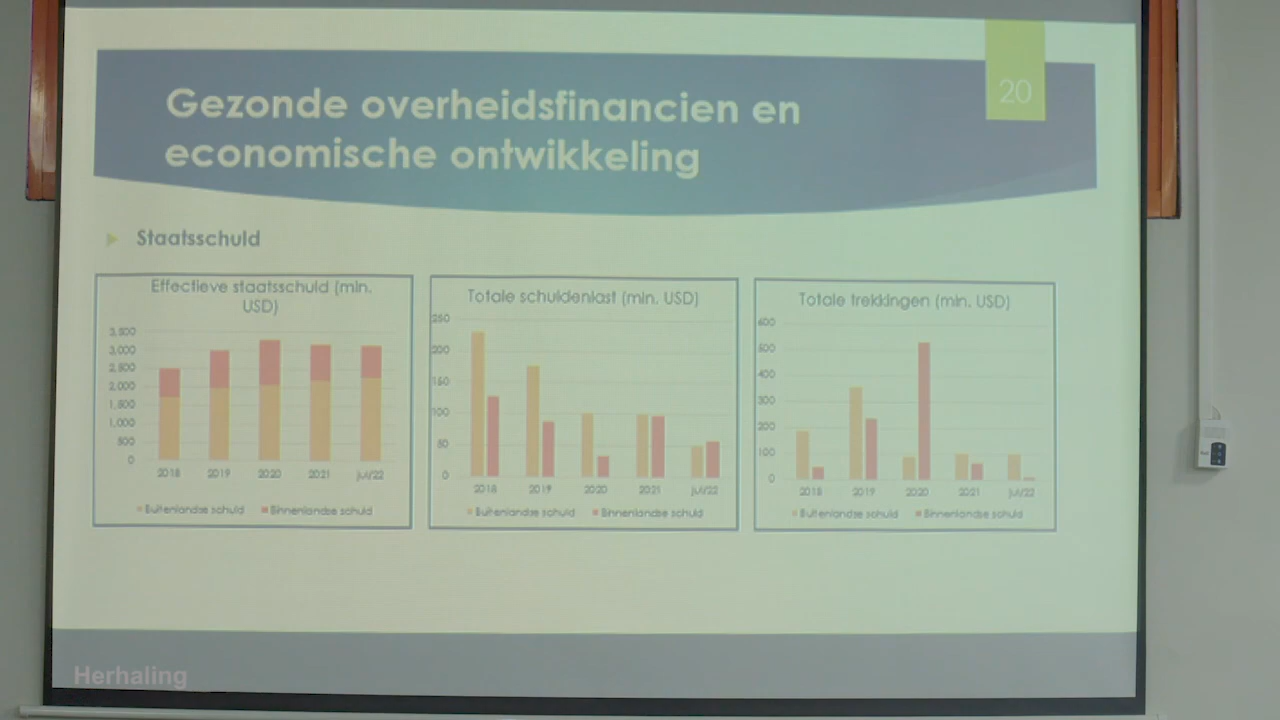 20
Gezonde overheidsfinancien en
economische ontwikkeling
Staatsschuld
Effectieve staatsschuld (mln.
USD)
3,500
3,000
2,500
2,000
1,500
1,000
500
0
2018 2019 2020 2021 jul/22
Buitenlandse schuld Binnenlandse schuld
Totale schuldenlast (mln. USD)
250
200
150
100
50
0
2018 2019 2020 2021 jul/22
Buitenlandse schuld Binnenlandse schuld
Totale trekkingen (mln. USD)
600
500
400
300
200
100
0
2018 2019 2020 2021 jul/22
Buitenlandse schuld Binnenlandse schuld
Herhaling